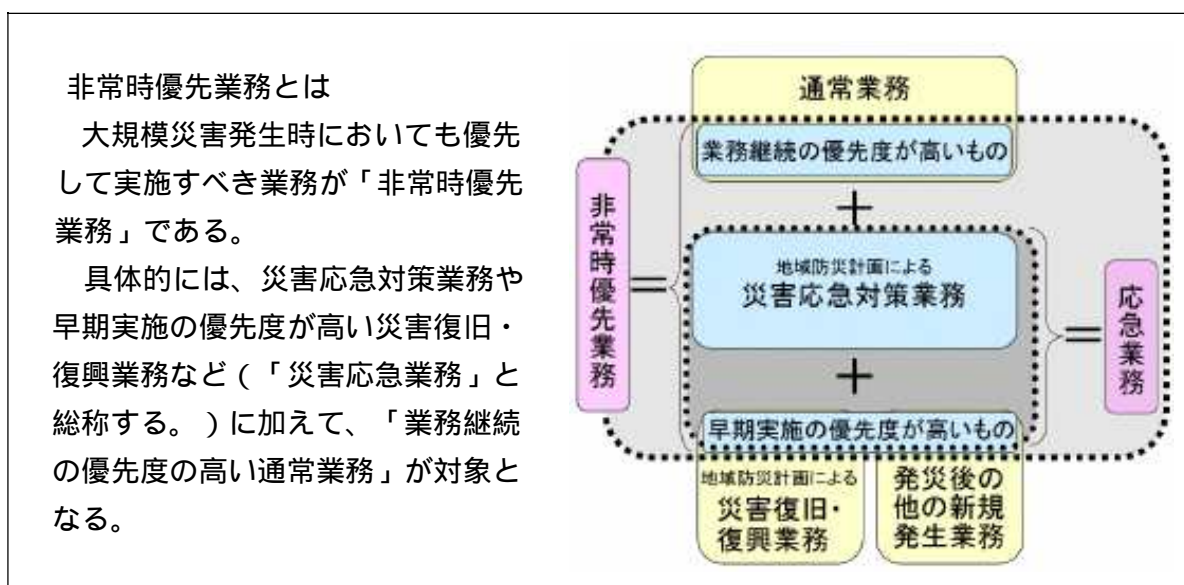 非常時優先業務とは
大規模災害発生時においても優先
して実施すべき業務が「非常時優先
業務」である。
具体的には、災害応急対策業務や
早期実施の優先度が高い災害復旧・
復興業務など(「災害応急業務」と
総称する。)に加えて、「業務継続
の優先度の高い通常業務」が対象と
なる。
通常業務
業務継続の優先度が高いもの
+
非常時優先業務
=
地域防災計画による
災害応急対策業務
=
応急業務
+
早期実施の優先度が高いもの
地域防災計画による
災害復旧・
復興業務
発災後の
他の新規
発生業務